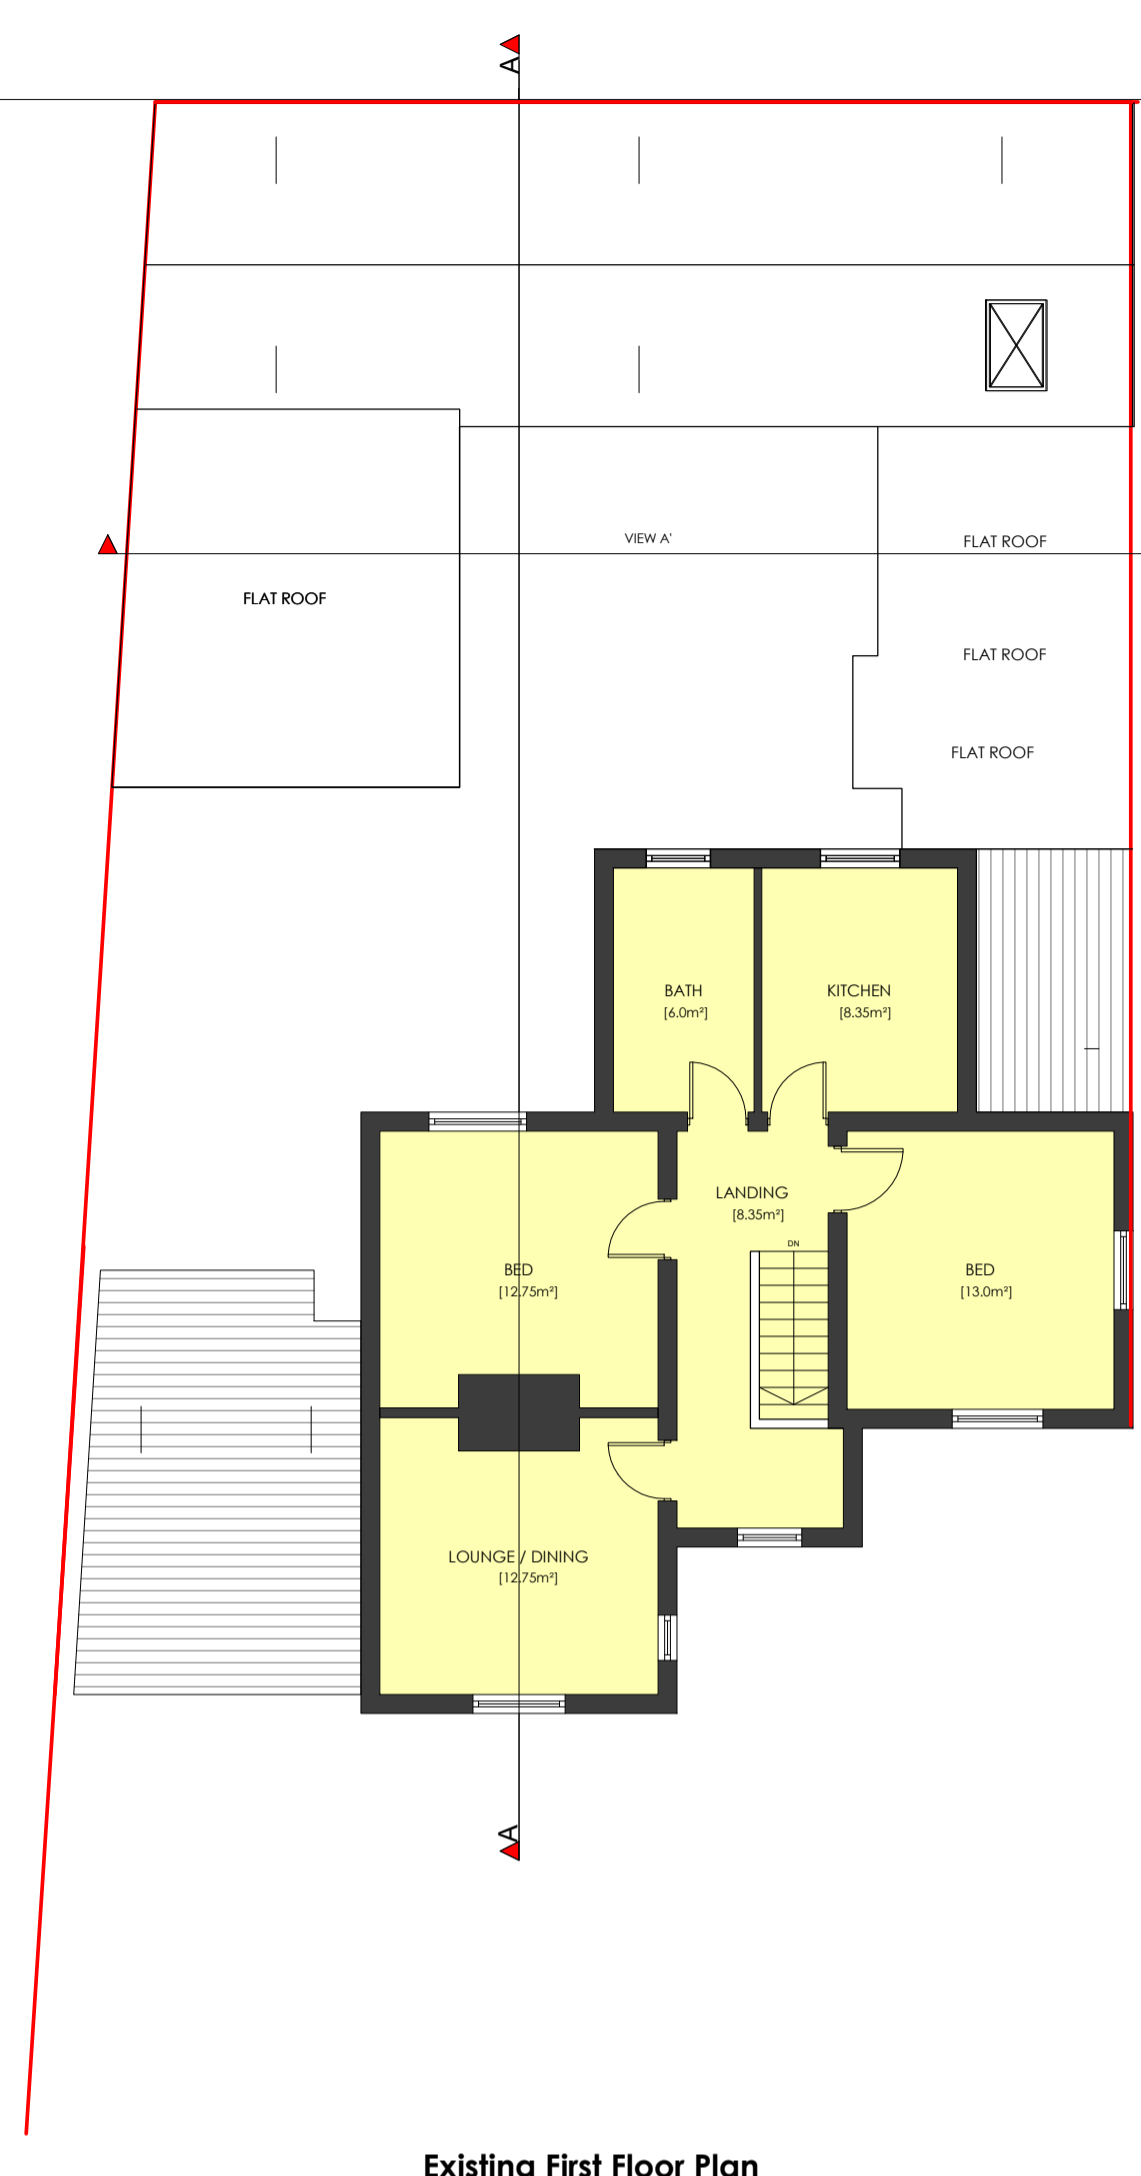 A
VIEW A'
FLAT ROOF
FLAT ROOF
FLAT ROOF
FLAT ROOF
BATH
[6.0m²]
KITCHEN
[8.35m²]
LANDING
[8.35m²]
DN
BED
[12.75m²]
BED
[13.0m²]
LOUNGE / DINING
[12.75m²]
A
Existing First Floor Plan